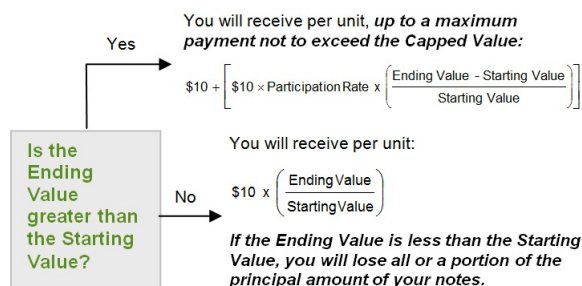 You will receive per unit, up to a maximum
payment not to exceed the Capped Value:
Yes
$10 + [$10 × Participation Rate x (Ending Value - Starting Value / Starting Value)]
Is the
Ending
Value
greater than
the Starting
Value?
No
You will receive per unit:
$10 x (Ending Value / Starting Value)
If the Ending Value is less than the Starting
Value, you will lose all or a portion of the
principal amount of your notes.